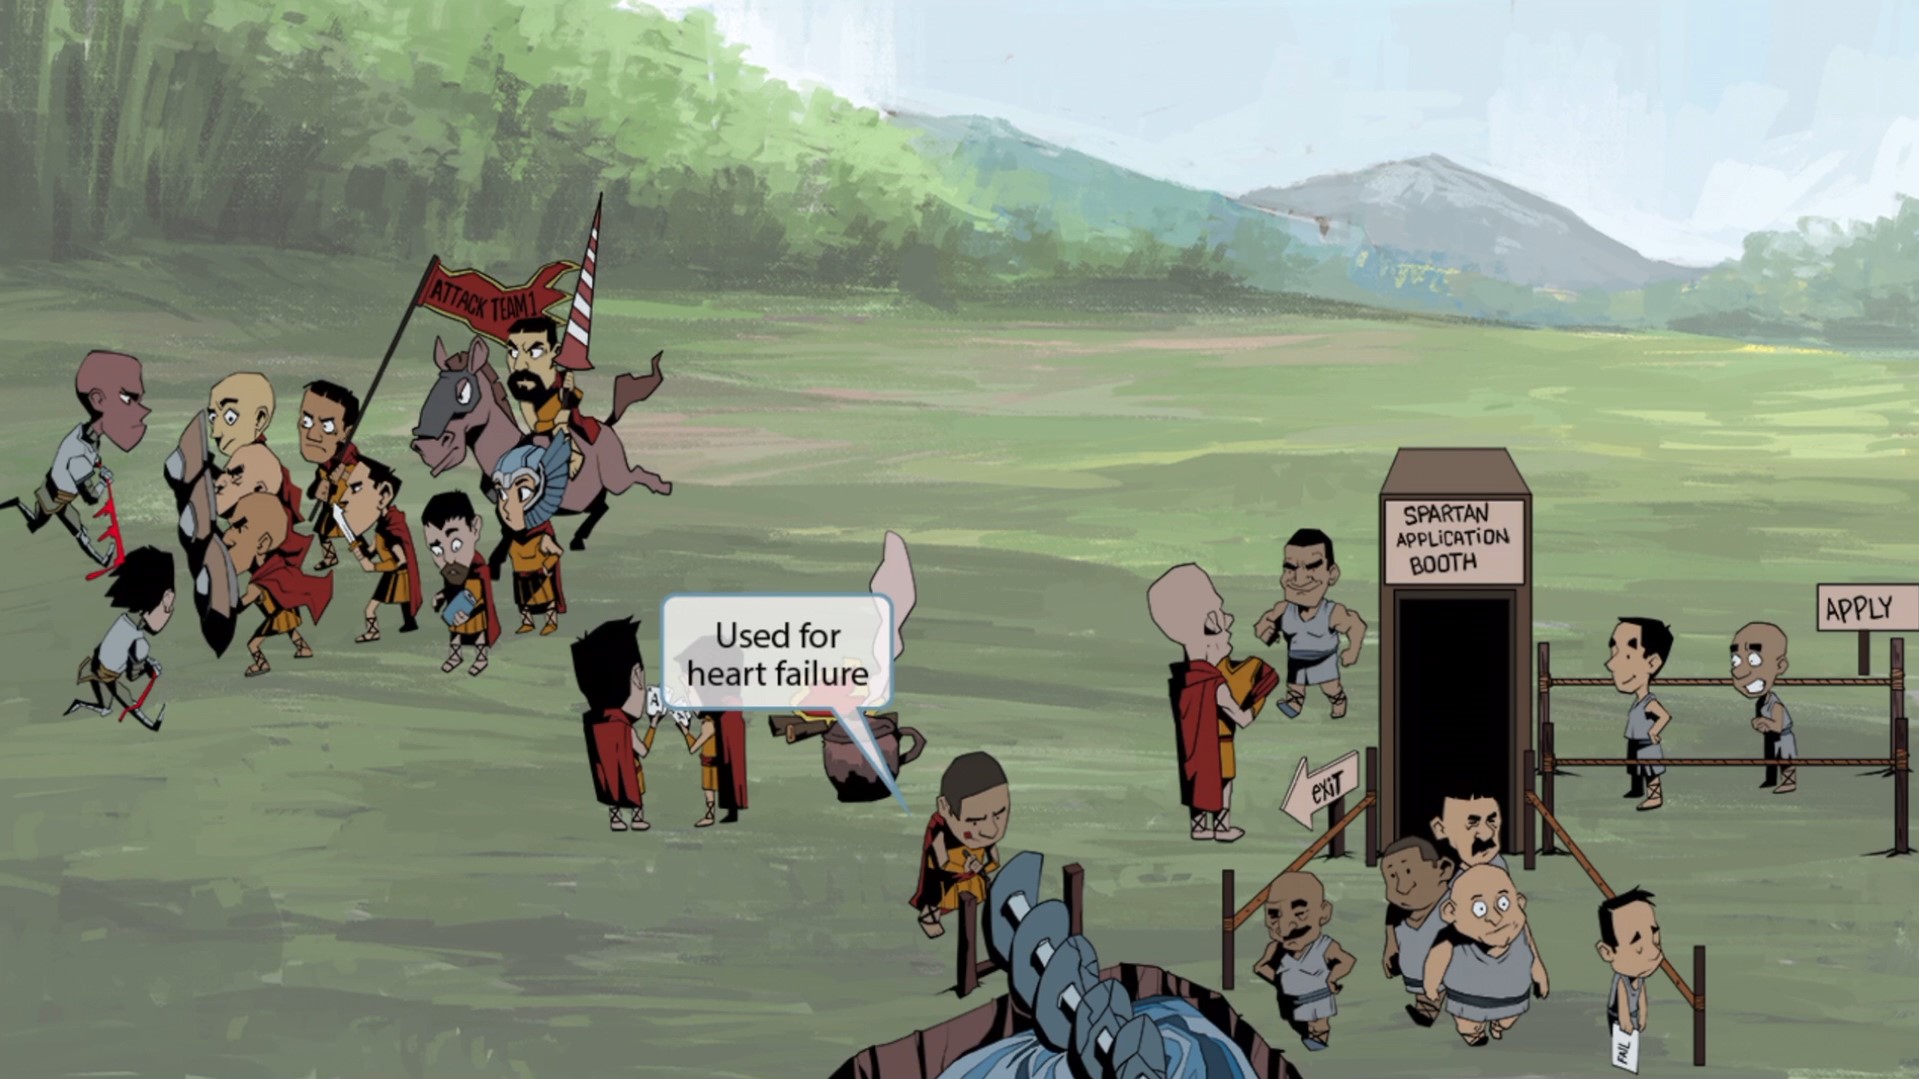 ATTACK TEAM 1
Used for
heart failure
A
SPARTAN
APPLICATION
BOOTH
APPLY
EXIT
FAIL